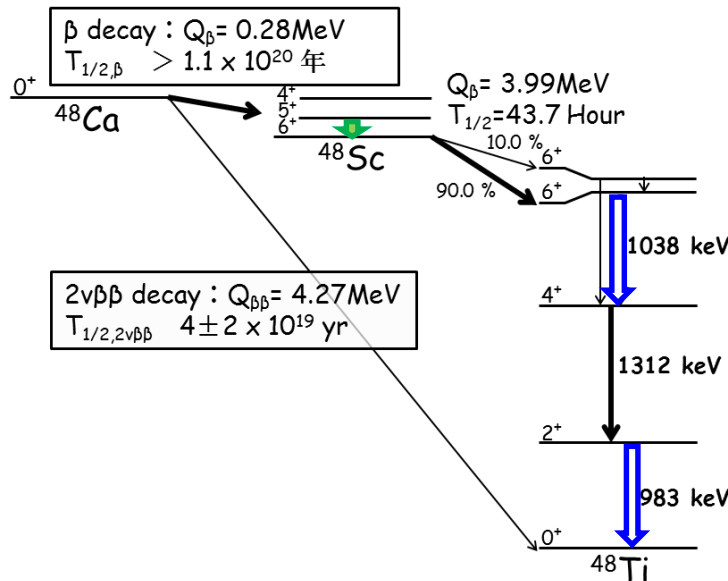 β decay：Qβ= 0.28MeV
T1/2,β > 1.1 x 10²⁰ 年
0⁺
⁴⁸Ca
4⁺
5⁺
6⁺
⁴⁸Sc
Qβ= 3.99MeV
T1/2=43.7 Hour
10.0 %
90.0 %
6⁺
6⁺
1038 keV
2νββ decay：Qββ= 4.27MeV
T1/2,2νββ 4±2 x 10¹⁹ yr
4⁺
1312 keV
2⁺
983 keV
0⁺
⁴⁸Ti